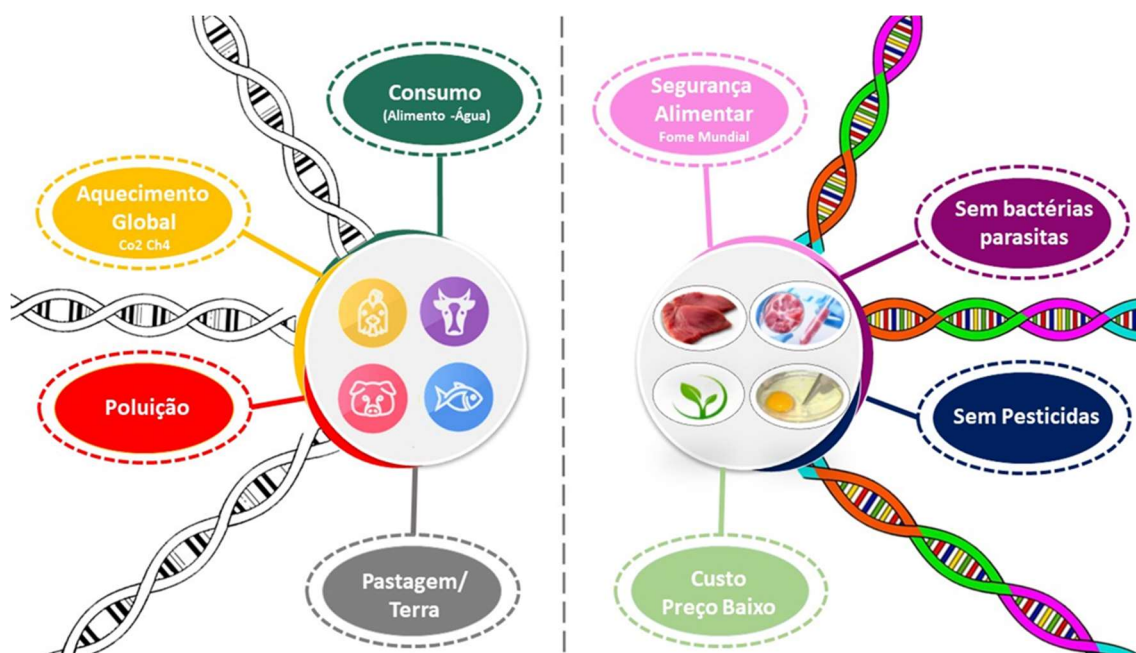 Consumo
(Alimento -Água)
Aquecimento
Global
Co2 Ch4
Poluição
Pastagem/
Terra
Segurança
Alimentar
Fome Mundial
Sem bactérias
parasitas
Sem Pesticidas
Custo
Preço Baixo